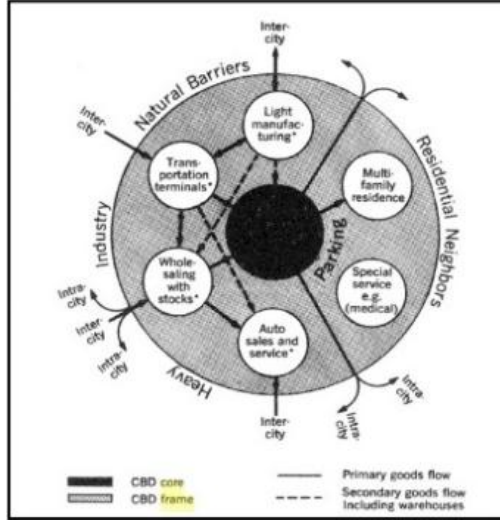 Inter-
city
Natural Barriers
Inter-
city
Light
manufac-
turing*
Trans-
portation
terminals*
Multi-
family
residence
Residential Neighbors
Industry
Parking
Whole-
saling
with
stocks*
Special
service
e.g.
(medical)
Intra-
city
Inter-
city
Intra-
city
Auto
sales and
service*
Heavy
Intra-
city
Intra-
city
Inter-
city
CBD core
CBD frame
Primary goods flow
Secondary goods flow
Including warehouses